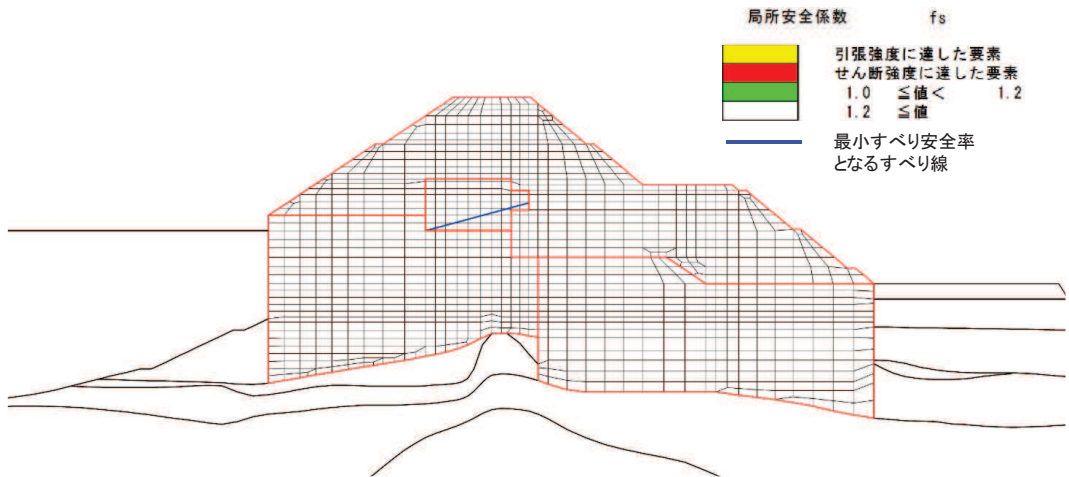 局所安全係数 fs
引張強度に達した要素
せん断強度に達した要素
1.0 ≦値< 1.2
1.2 ≦値
最小すべり安全率
となるすべり線